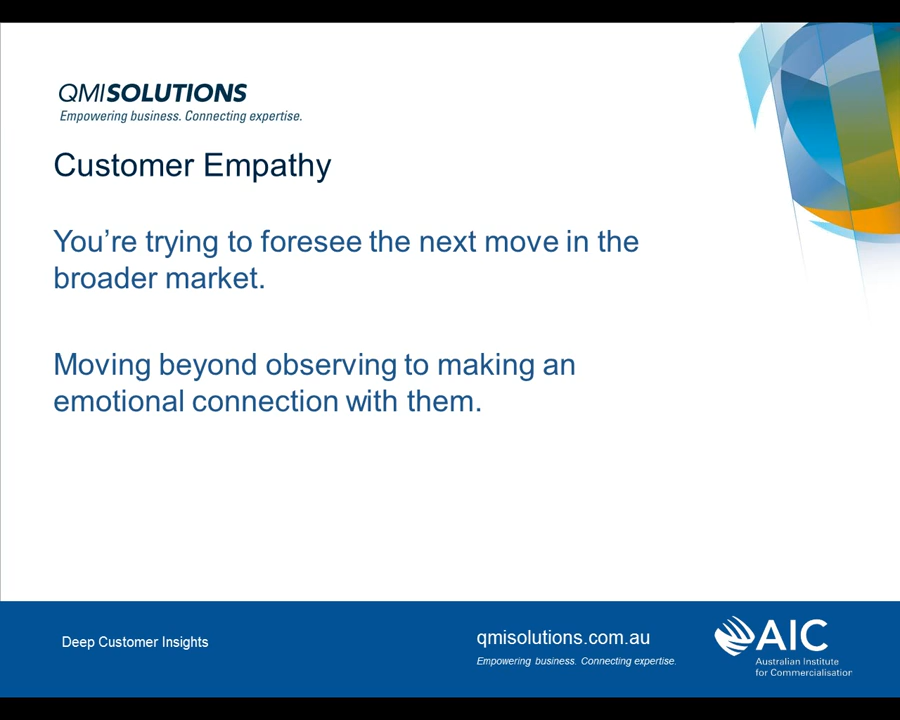 QMISOLUTIONS
Empowering business. Connecting expertise.
Customer Empathy
You’re trying to foresee the next move in the
broader market.
Moving beyond observing to making an
emotional connection with them.
Deep Customer Insights
qmisolutions.com.au
Empowering business. Connecting expertise.
AIC
Australian Institute
for Commercialisation